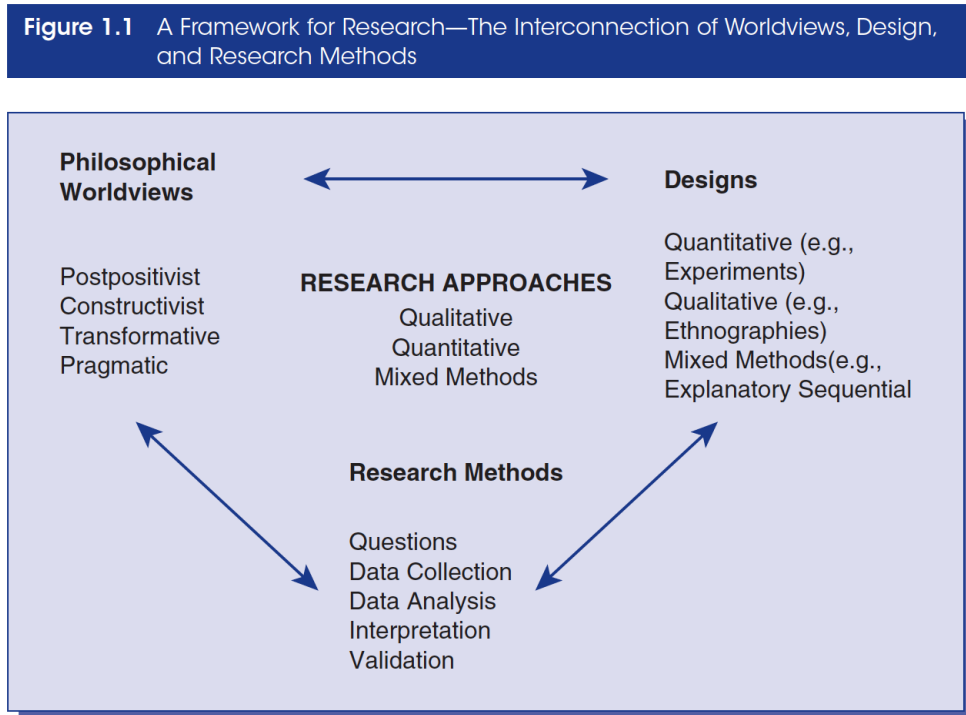 Figure 1.1 A Framework for Research—The Interconnection of Worldviews, Design,
and Research Methods
Philosophical
Worldviews
Postpositivist
Constructivist
Transformative
Pragmatic
RESEARCH APPROACHES
Qualitative
Quantitative
Mixed Methods
Designs
Quantitative (e.g.,
Experiments)
Qualitative (e.g.,
Ethnographies)
Mixed Methods(e.g.,
Explanatory Sequential
Research Methods
Questions
Data Collection
Data Analysis
Interpretation
Validation